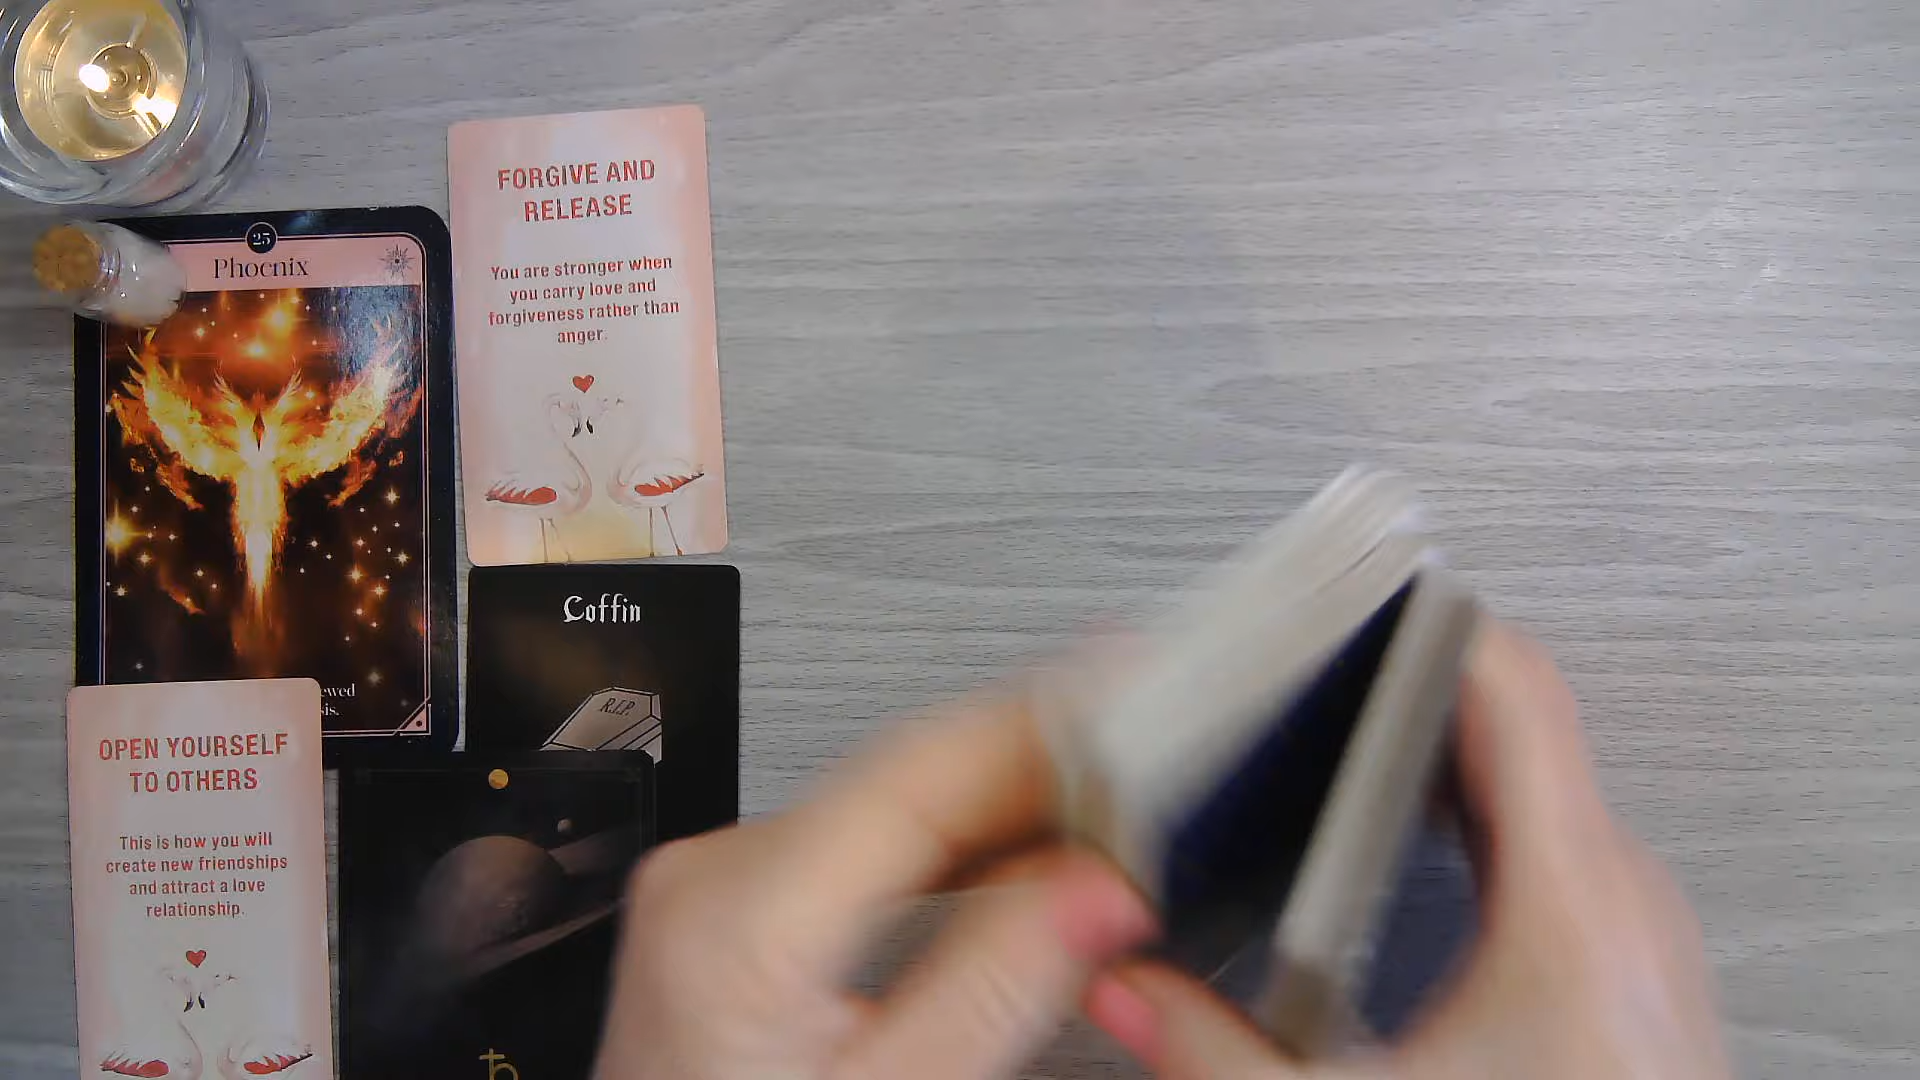 25
Phoenix
FORGIVE AND
RELEASE
You are stronger when
you carry love and
forgiveness rather than
anger.
Coffin
R.I.P.
OPEN YOURSELF
TO OTHERS
This is how you will
create new friendships
and attract a love
relationship.
♄